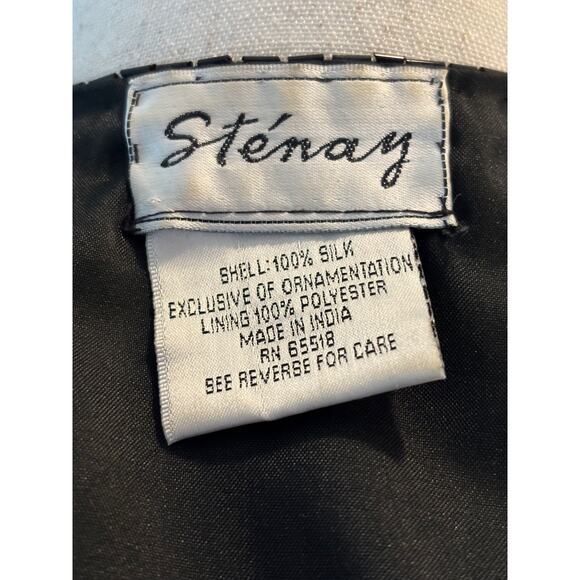 Sténay
SHELL: 100% SILK
EXCLUSIVE OF ORNAMENTATION
LINING 100% POLYESTER
MADE IN INDIA
RN 65518
SEE REVERSE FOR CARE